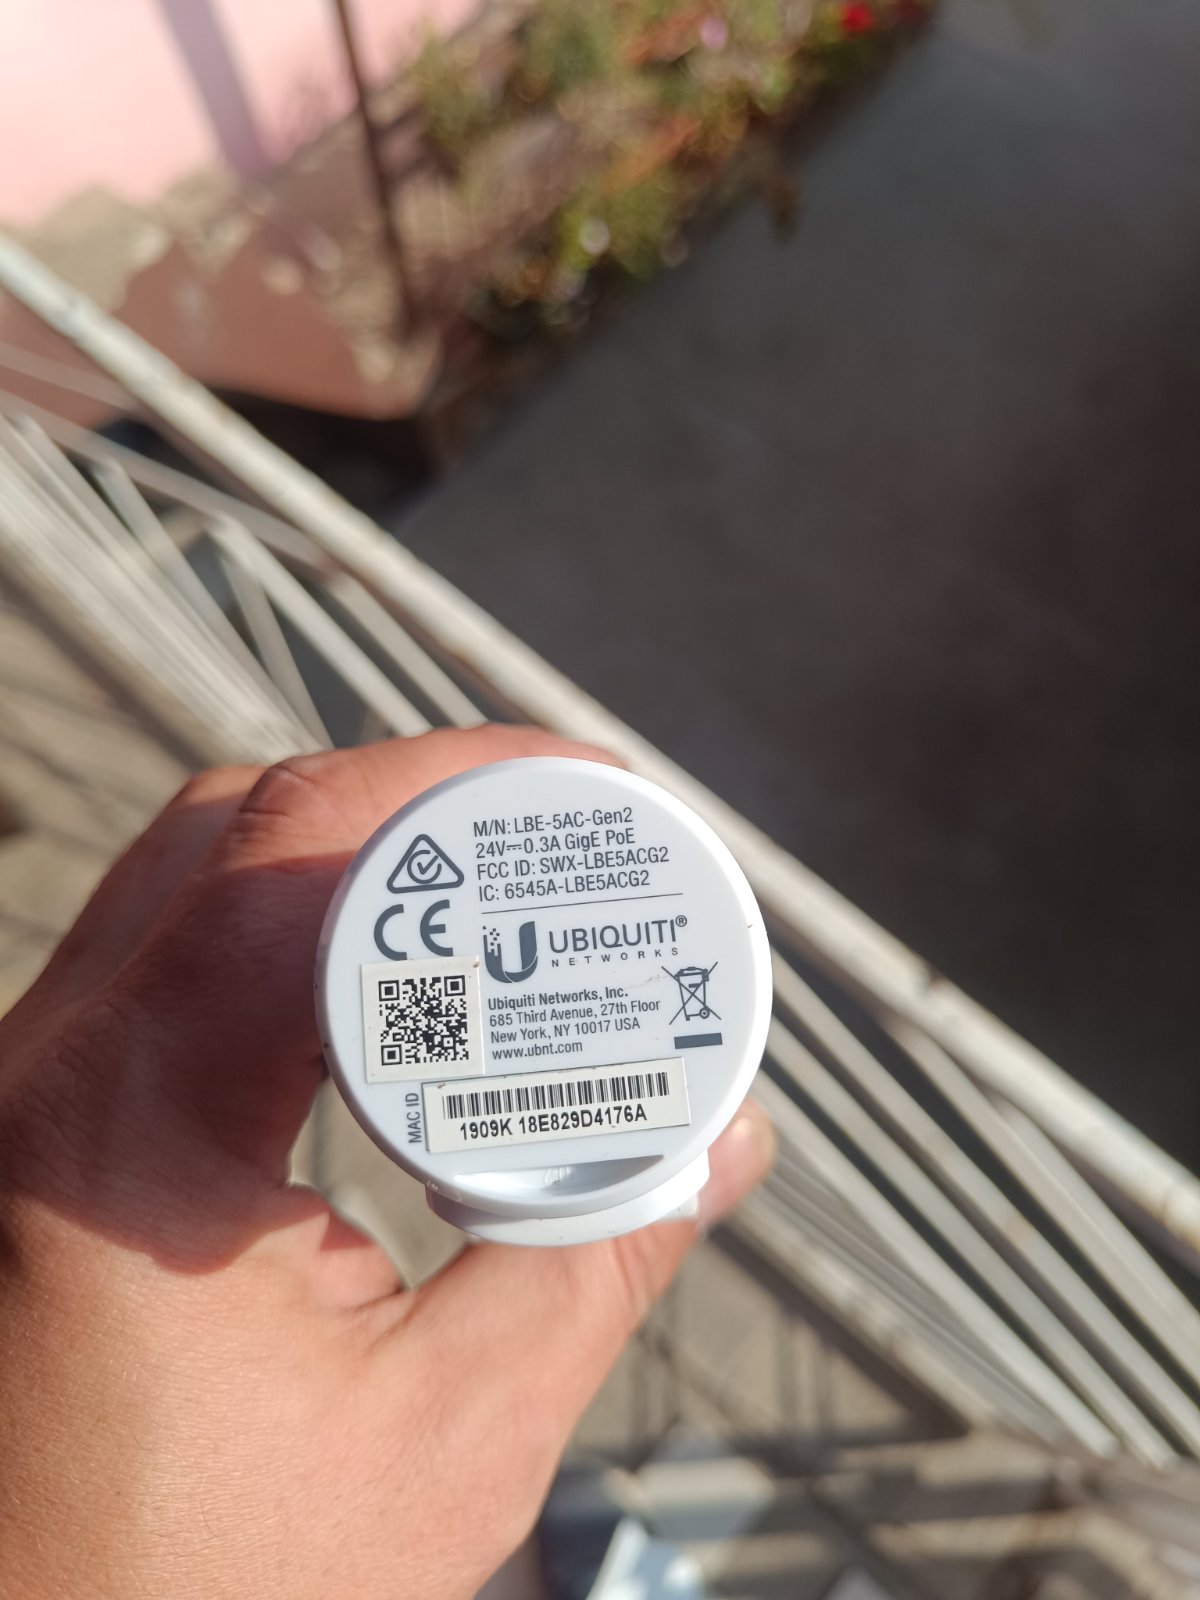 M/N: LBE-5AC-Gen2
24V⎓0.3A GigE PoE
FCC ID: SWX-LBE5ACG2
IC: 6545A-LBE5ACG2
CE
UBIQUITI®
NETWORKS
Ubiquiti Networks, Inc.
685 Third Avenue, 27th Floor
New York, NY 10017 USA
www.ubnt.com
MAC ID
1909K 18E829D4176A